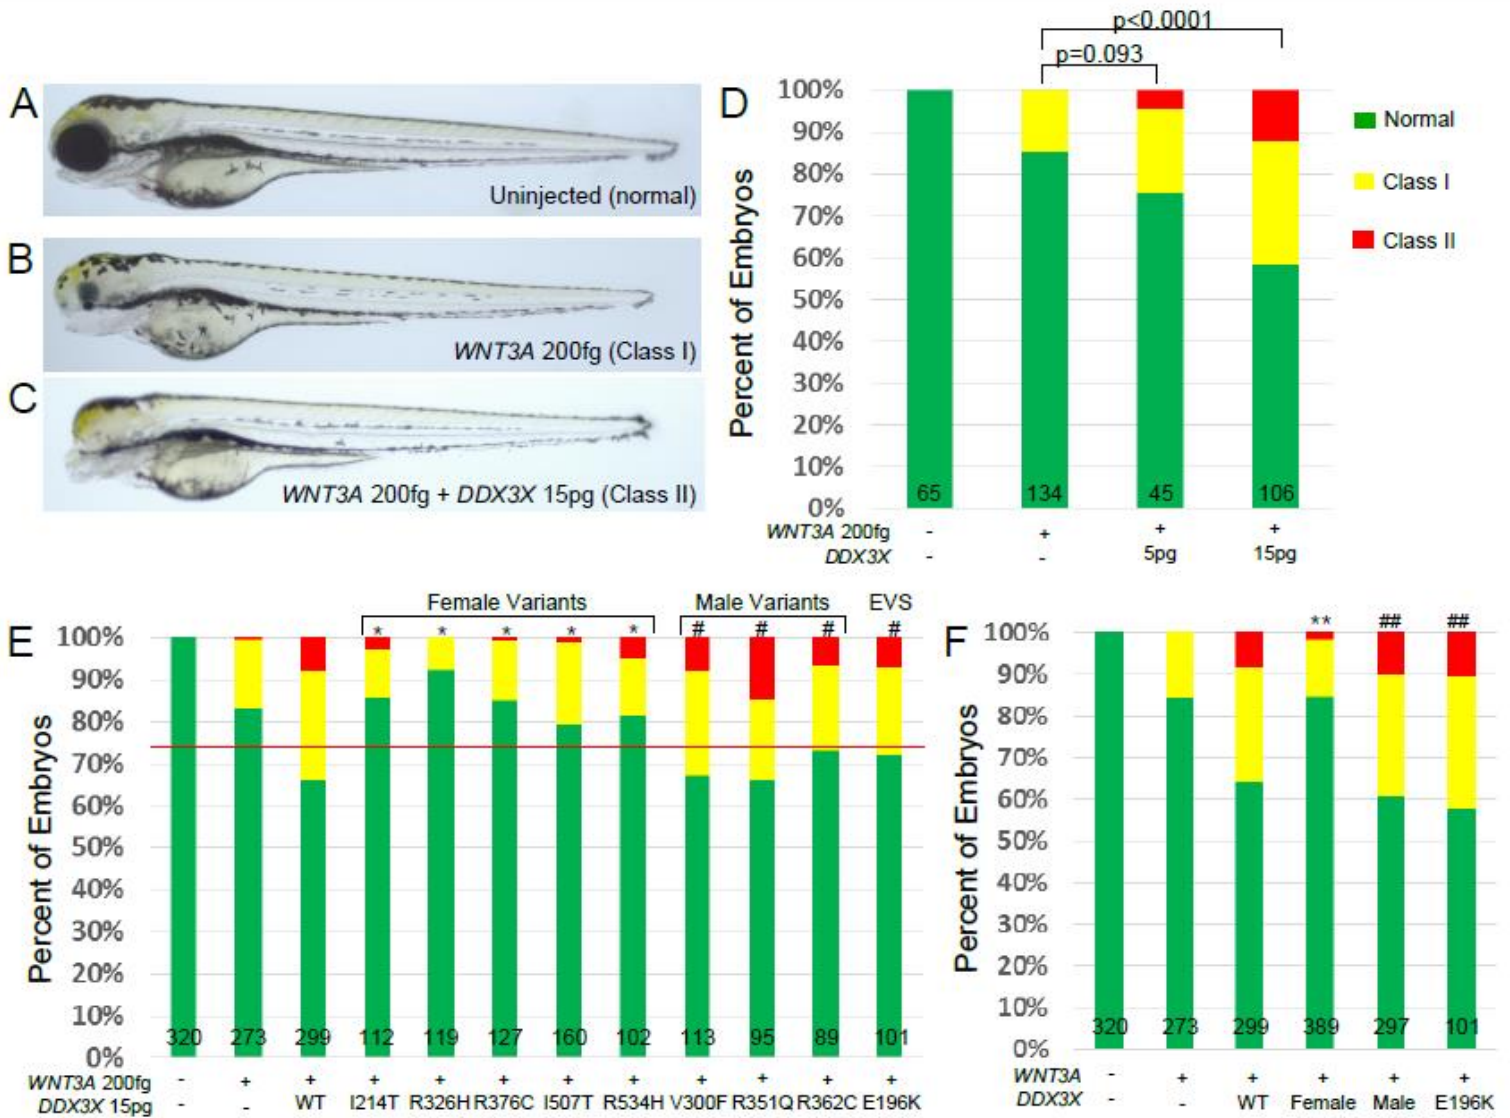 A
Uninjected (normal)
B
WNT3A 200fg (Class I)
C
WNT3A 200fg + DDX3X 15pg (Class II)
D
p<0.0001
p=0.093
Percent of Embryos
100%
90%
80%
70%
60%
50%
40%
30%
20%
10%
0%
65 134 45 106
WNT3A 200fg - + + +
DDX3X - - 5pg 15pg
Normal
Class I
Class II
E
Female Variants Male Variants EVS
* * * * * # # # #
Percent of Embryos
100%
90%
80%
70%
60%
50%
40%
30%
20%
10%
0%
320 273 299 112 119 127 160 102 113 95 89 101
WNT3A 200fg - + + + + + + + + + + +
DDX3X 15pg - - WT I214T R326H R376C I507T R534H V300F R351Q R362C E196K
F
** ## ##
Percent of Embryos
100%
90%
80%
70%
60%
50%
40%
30%
20%
10%
0%
320 273 299 389 297 101
WNT3A - + + + + +
DDX3X - - WT Female Male E196K